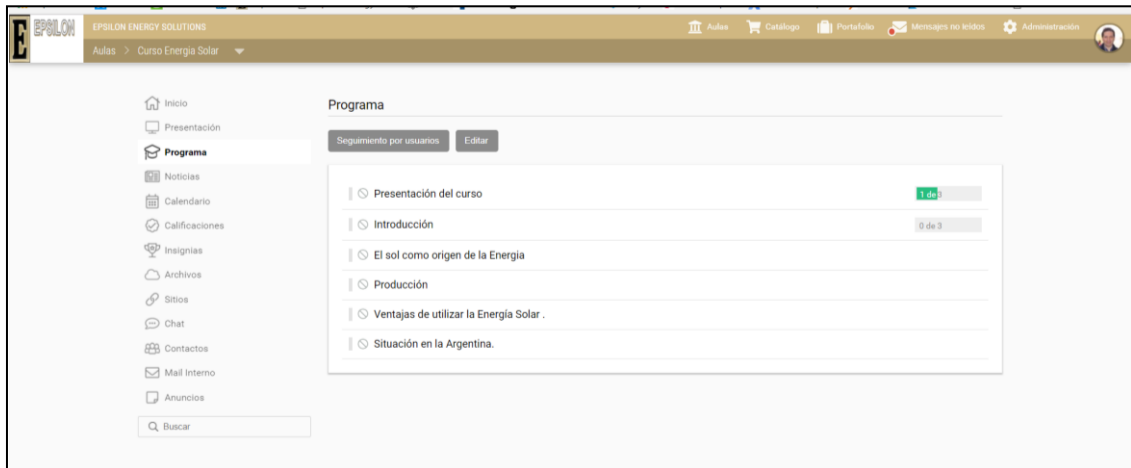 E EPSILON
EPSILON ENERGY SOLUTIONS
Aulas Catálogo Portafolio Mensajes no leídos Administración
Aulas > Curso Energia Solar
Inicio
Presentación
Programa
Noticias
Calendario
Calificaciones
Insignias
Archivos
Sitios
Chat
Contactos
Mail Interno
Anuncios
Buscar
Programa
Seguimiento por usuarios Editar
Presentación del curso 1 de 3
Introducción 0 de 3
El sol como origen de la Energia
Producción
Ventajas de utilizar la Energía Solar .
Situación en la Argentina.